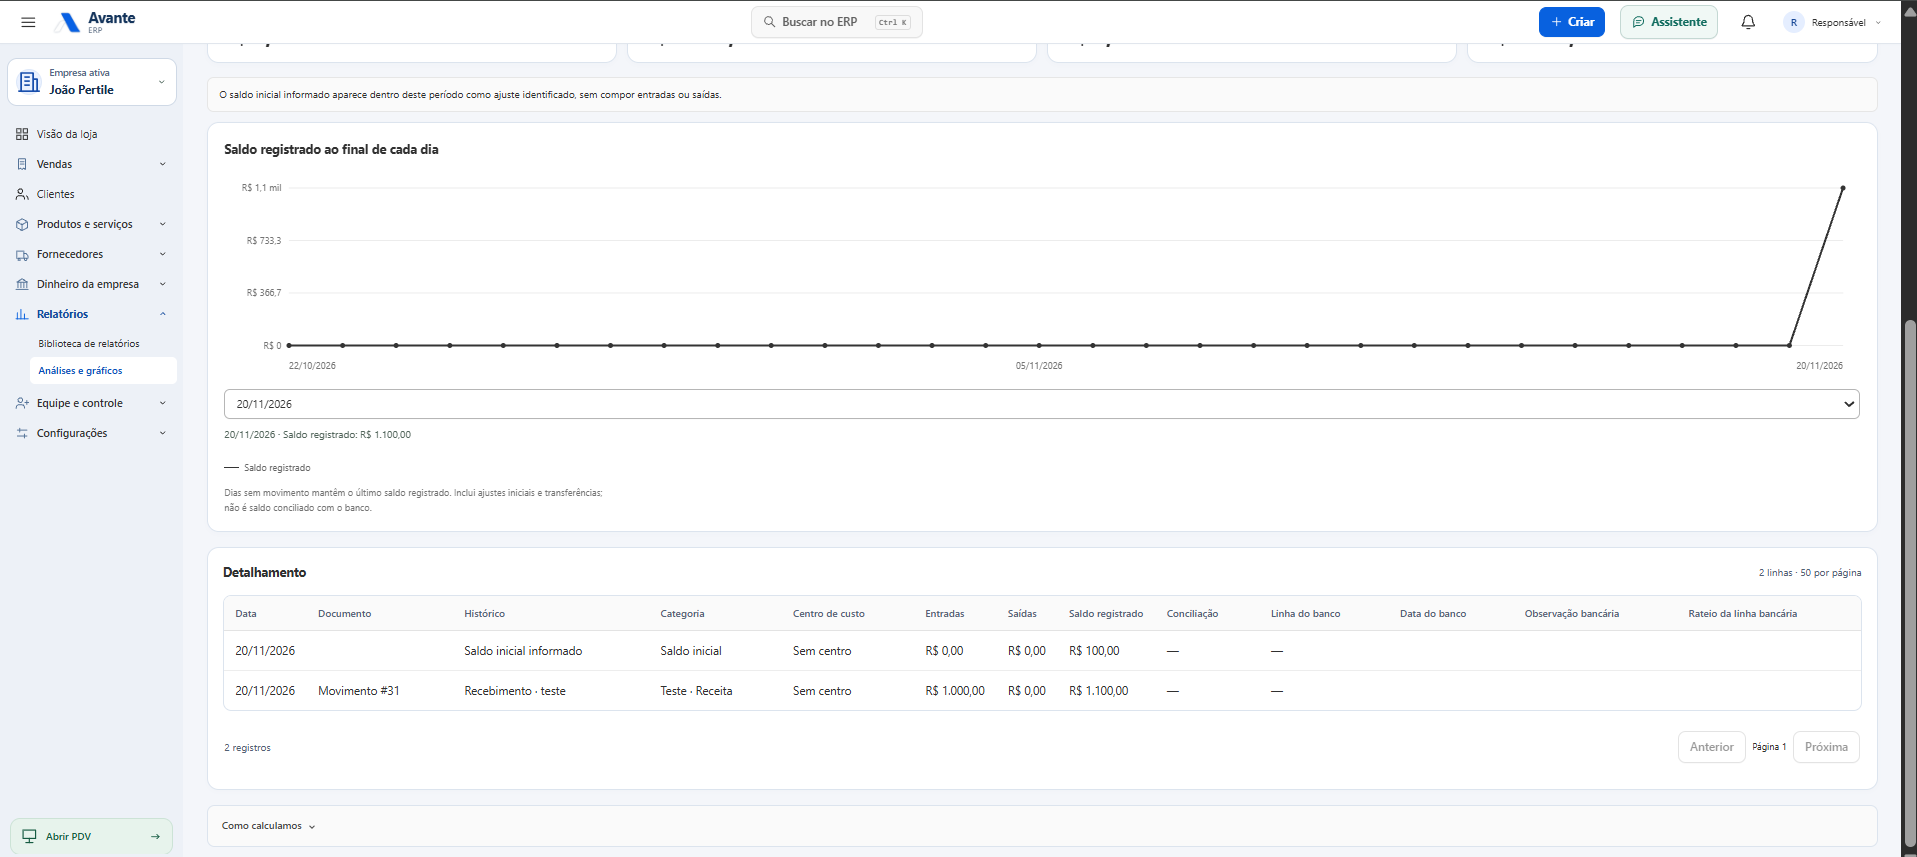 Avante
ERP
Buscar no ERP
Ctrl K
+ Criar
Assistente
R
Responsável
Empresa ativa
João Pertile
Visão da loja
Vendas
Clientes
Produtos e serviços
Fornecedores
Dinheiro da empresa
Relatórios
Biblioteca de relatórios
Análises e gráficos
Equipe e controle
Configurações
Abrir PDV
O saldo inicial informado aparece dentro deste período como ajuste identificado, sem compor entradas ou saídas.
Saldo registrado ao final de cada dia
R$ 1,1 mil
R$ 733,3
R$ 366,7
R$ 0
22/10/2026 05/11/2026 20/11/2026
20/11/2026
20/11/2026 · Saldo registrado: R$ 1.100,00
Saldo registrado
Dias sem movimento mantêm o último saldo registrado. Inclui ajustes iniciais e transferências;
não é saldo conciliado com o banco.
Detalhamento
2 linhas · 50 por página
Data Documento Histórico Categoria Centro de custo Entradas Saídas Saldo registrado Conciliação Linha do banco Data do banco Observação bancária Rateio da linha bancária
20/11/2026 Saldo inicial informado Saldo inicial Sem centro R$ 0,00 R$ 0,00 R$ 100,00 — —
20/11/2026 Movimento #31 Recebimento · teste Teste · Receita Sem centro R$ 1.000,00 R$ 0,00 R$ 1.100,00 — —
2 registros
Anterior Página 1 Próxima
Como calculamos